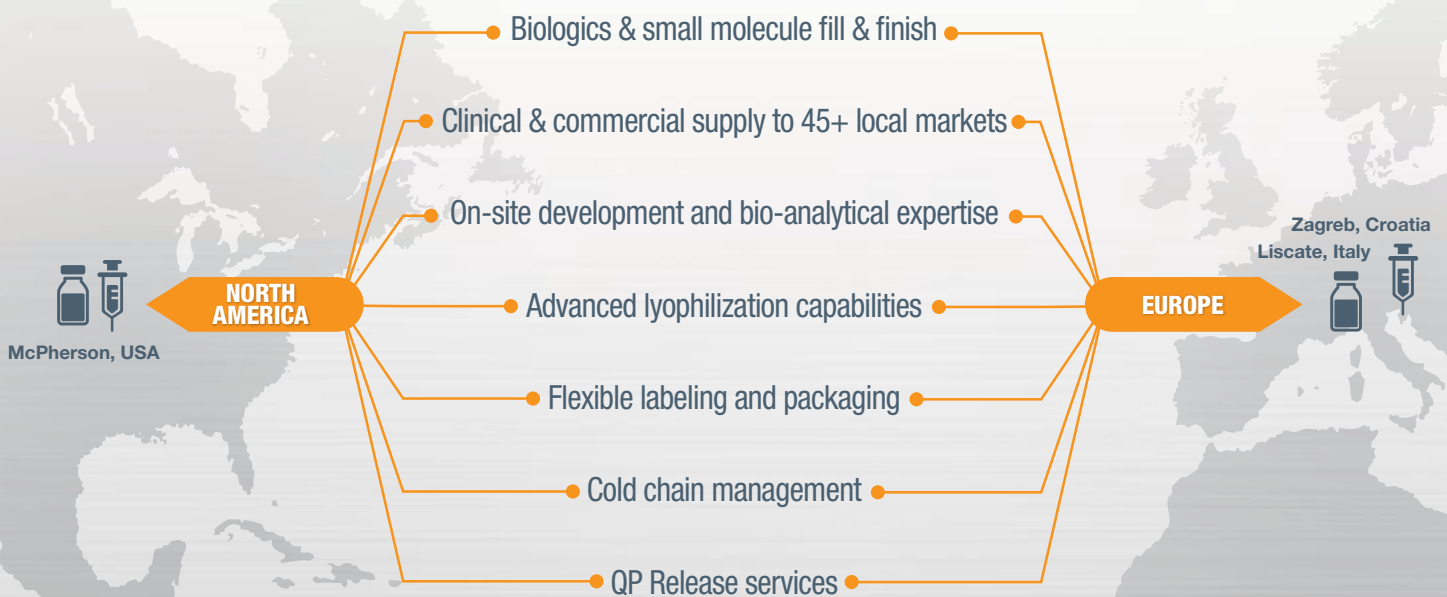 Biologics & small molecule fill & finish
Clinical & commercial supply to 45+ local markets
On-site development and bio-analytical expertise
Zagreb, Croatia
Liscate, Italy
NORTH
AMERICA
Advanced lyophilization capabilities
EUROPE
McPherson, USA
Flexible labeling and packaging
Cold chain management
QP Release services